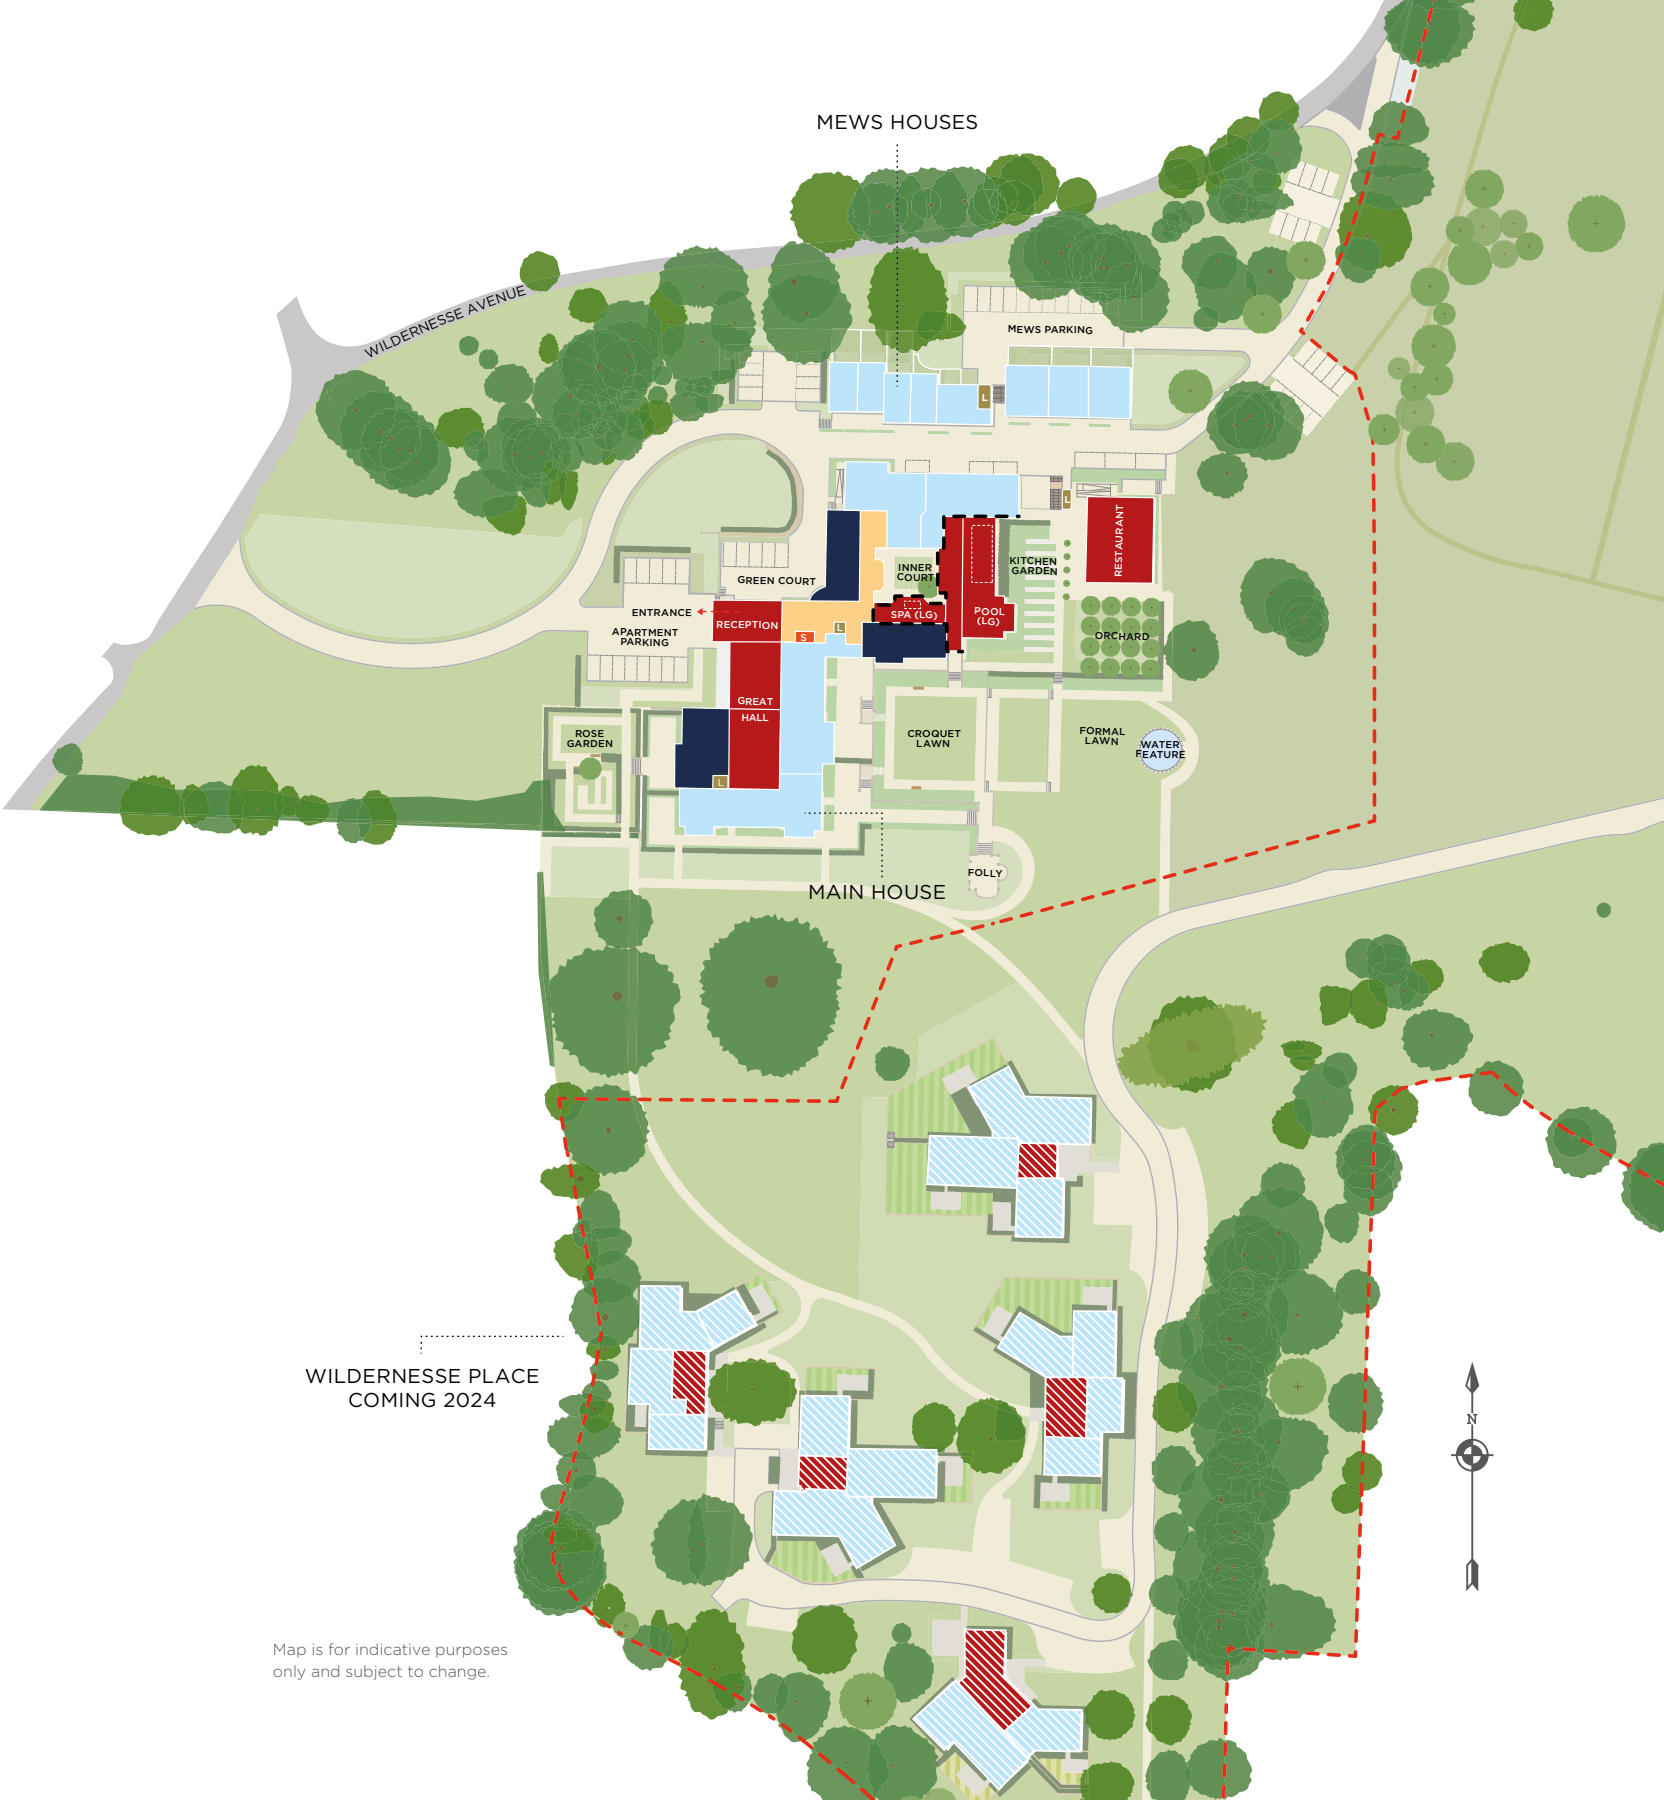 MEWS HOUSES
WILDERNESSE AVENUE
MEWS PARKING
L
L
RESTAURANT
INNER
COURT
KITCHEN
GARDEN
GREEN COURT
ENTRANCE
RECEPTION
SPA (LG)
POOL
(LG)
L
S
APARTMENT
PARKING
ORCHARD
GREAT
HALL
ROSE
GARDEN
CROQUET
LAWN
FORMAL
LAWN
WATER
FEATURE
L
FOLLY
MAIN HOUSE
WILDERNESSE PLACE
COMING 2024
N
Map is for indicative purposes
only and subject to change.